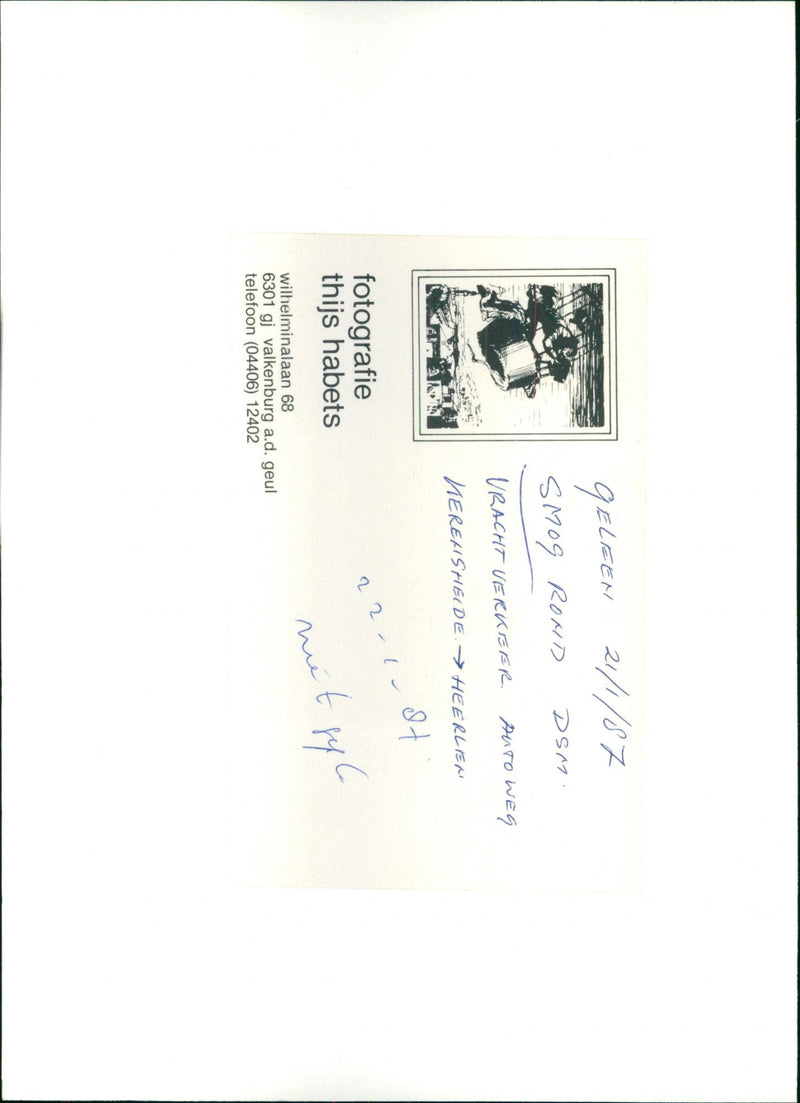 GELEEN 21/1/87
SMOG ROND DSM.
VRACHTVERKEER. AUTOWEG
KERENSHEIDE. → HEERLEN
fotografie
thijs habets
wilhelminalaan 68
6301 gj valkenburg a.d. geul
telefoon (04406) 12402
22-1-87